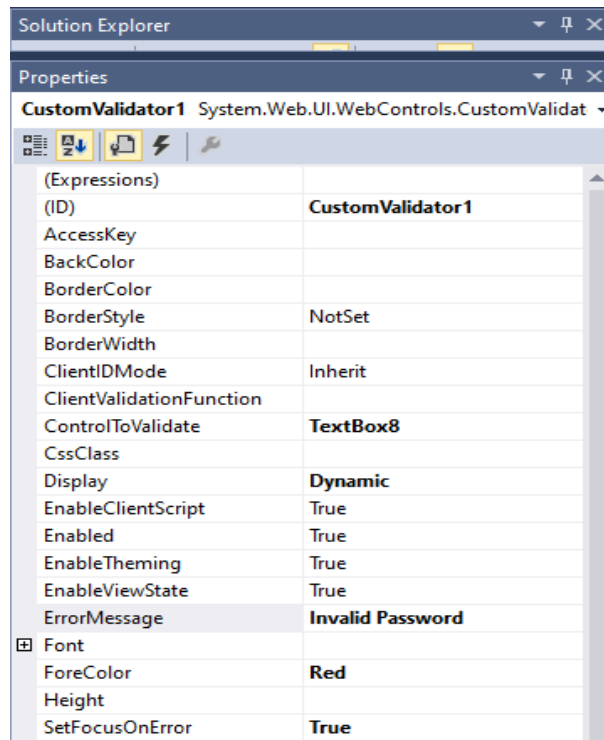 Solution Explorer
Properties
CustomValidator1 System.Web.UI.WebControls.CustomValidat
(Expressions)
(ID) CustomValidator1
AccessKey
BackColor
BorderColor
BorderStyle NotSet
BorderWidth
ClientIDMode Inherit
ClientValidationFunction
ControlToValidate TextBox8
CssClass
Display Dynamic
EnableClientScript True
Enabled True
EnableTheming True
EnableViewState True
ErrorMessage Invalid Password
Font
ForeColor Red
Height
SetFocusOnError True